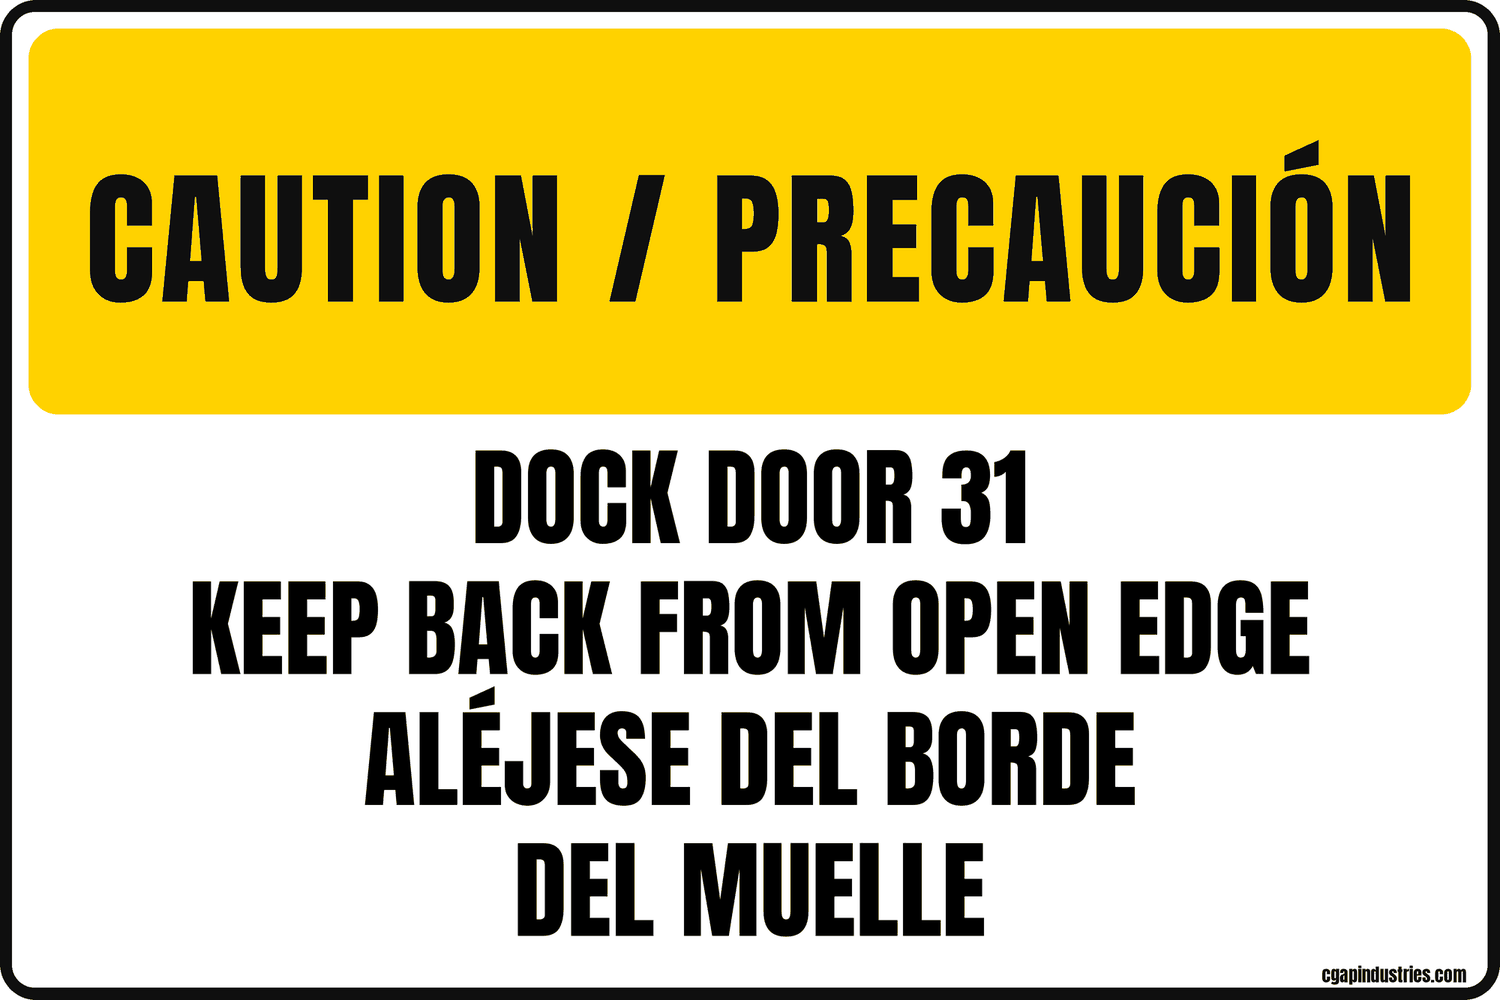 CAUTION / PRECAUCIÓN
DOCK DOOR 31
KEEP BACK FROM OPEN EDGE
ALÉJESE DEL BORDE
DEL MUELLE
cgapindustries.com